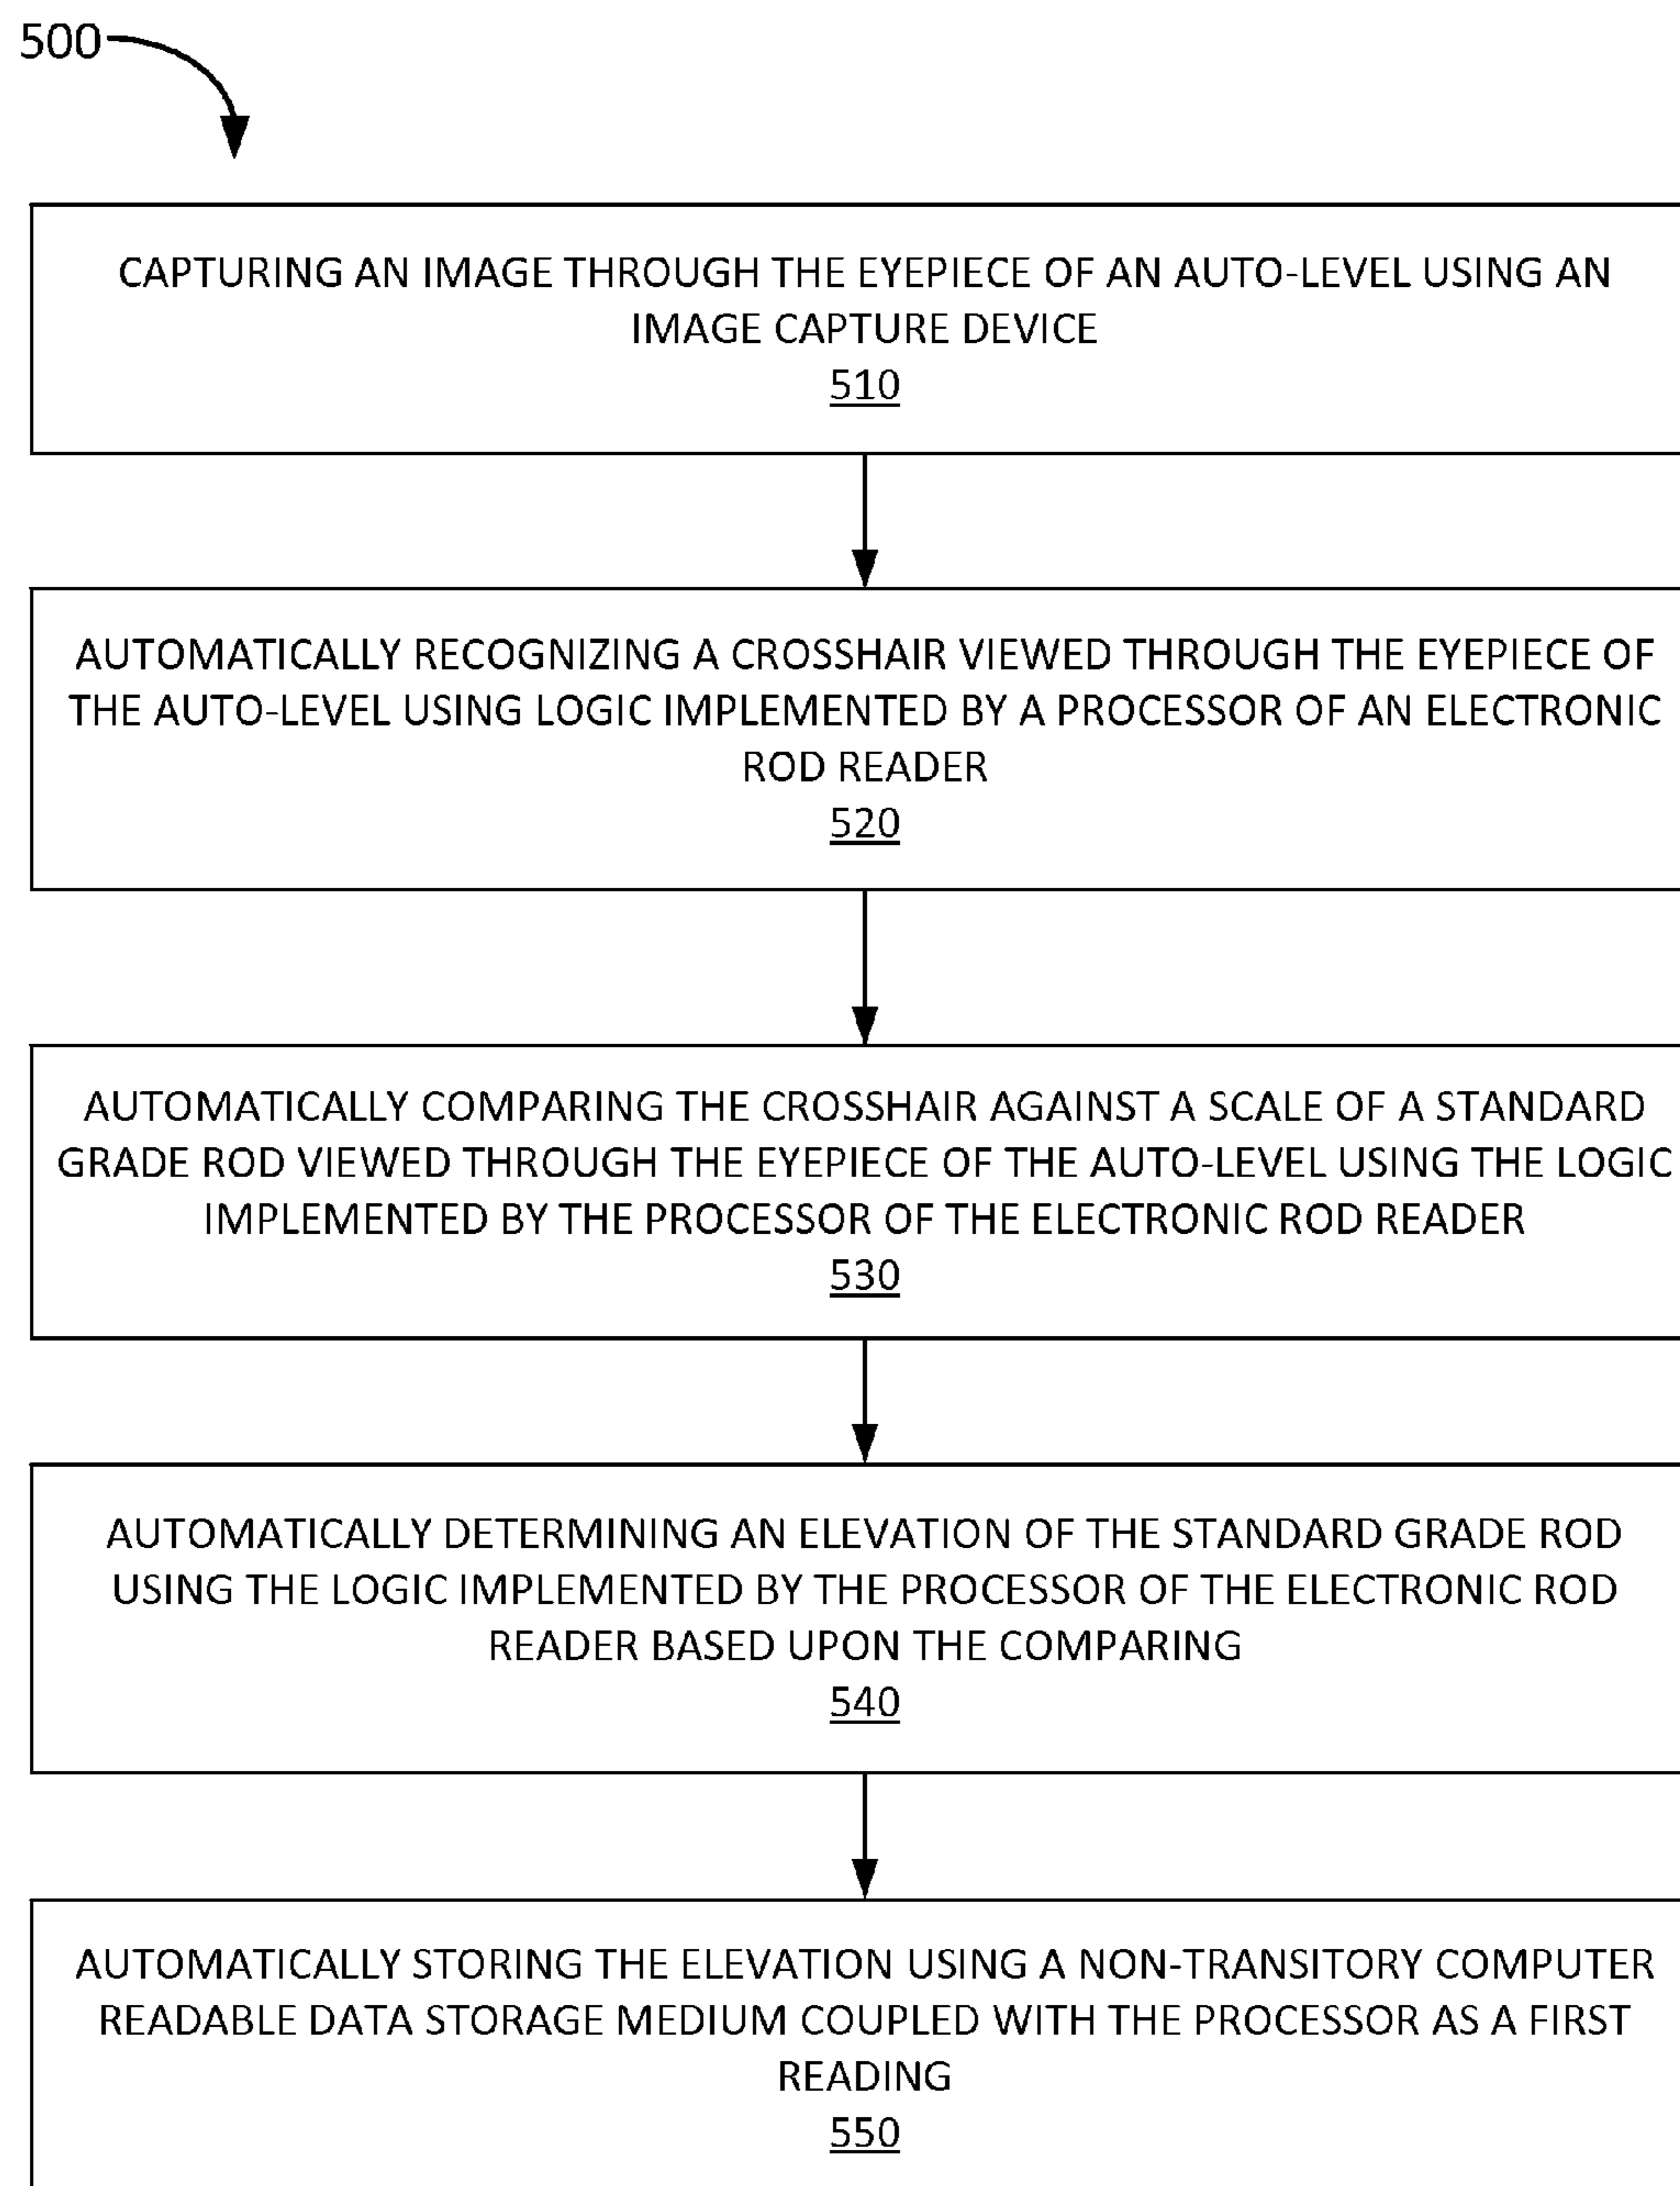 500
CAPTURING AN IMAGE THROUGH THE EYEPIECE OF AN AUTO-LEVEL USING AN
IMAGE CAPTURE DEVICE
510
AUTOMATICALLY RECOGNIZING A CROSSHAIR VIEWED THROUGH THE EYEPIECE OF
THE AUTO-LEVEL USING LOGIC IMPLEMENTED BY A PROCESSOR OF AN ELECTRONIC
ROD READER
520
AUTOMATICALLY COMPARING THE CROSSHAIR AGAINST A SCALE OF A STANDARD
GRADE ROD VIEWED THROUGH THE EYEPIECE OF THE AUTO-LEVEL USING THE LOGIC
IMPLEMENTED BY THE PROCESSOR OF THE ELECTRONIC ROD READER
530
AUTOMATICALLY DETERMINING AN ELEVATION OF THE STANDARD GRADE ROD
USING THE LOGIC IMPLEMENTED BY THE PROCESSOR OF THE ELECTRONIC ROD
READER BASED UPON THE COMPARING
540
AUTOMATICALLY STORING THE ELEVATION USING A NON-TRANSITORY COMPUTER
READABLE DATA STORAGE MEDIUM COUPLED WITH THE PROCESSOR AS A FIRST
READING
550